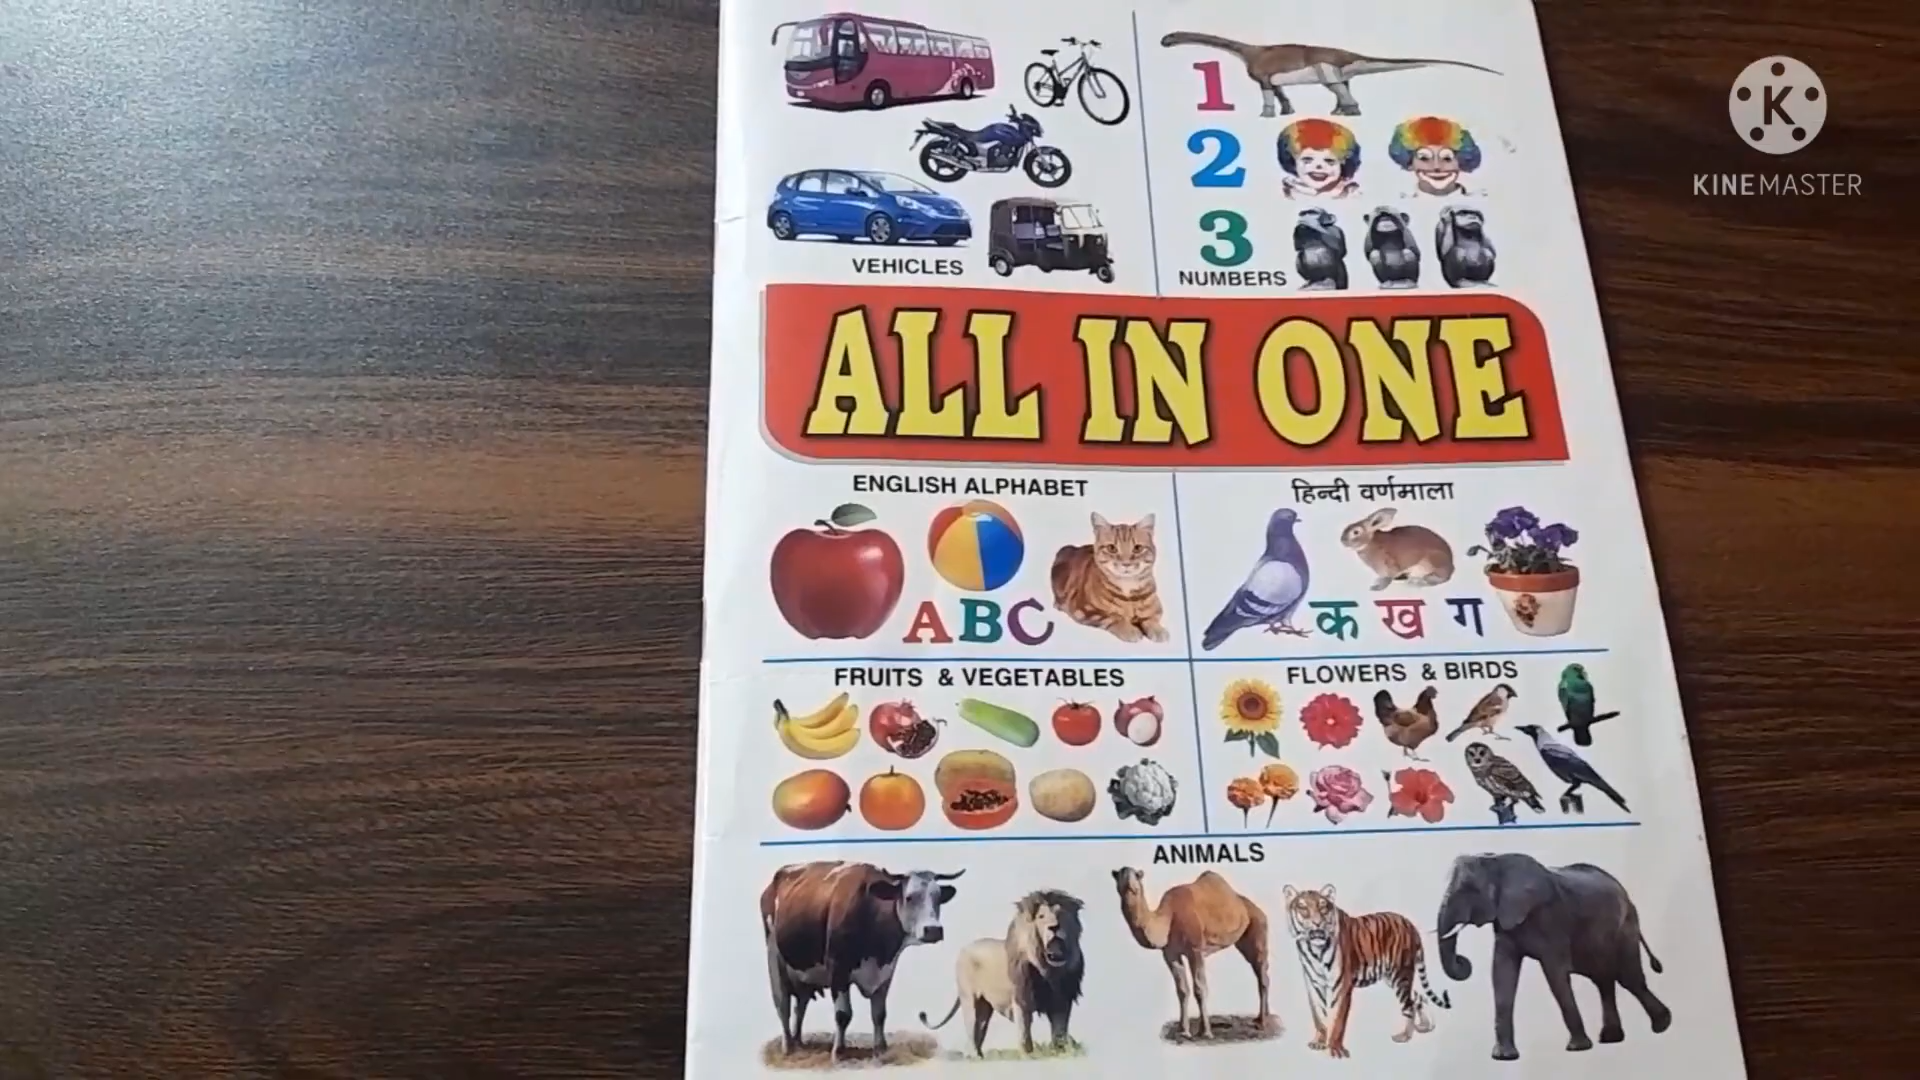 1
2
3
VEHICLES
NUMBERS
K
KINEMASTER
ALL IN ONE
ENGLISH ALPHABET
हिन्दी वर्णमाला
ABC
क ख ग
FRUITS & VEGETABLES
FLOWERS & BIRDS
ANIMALS